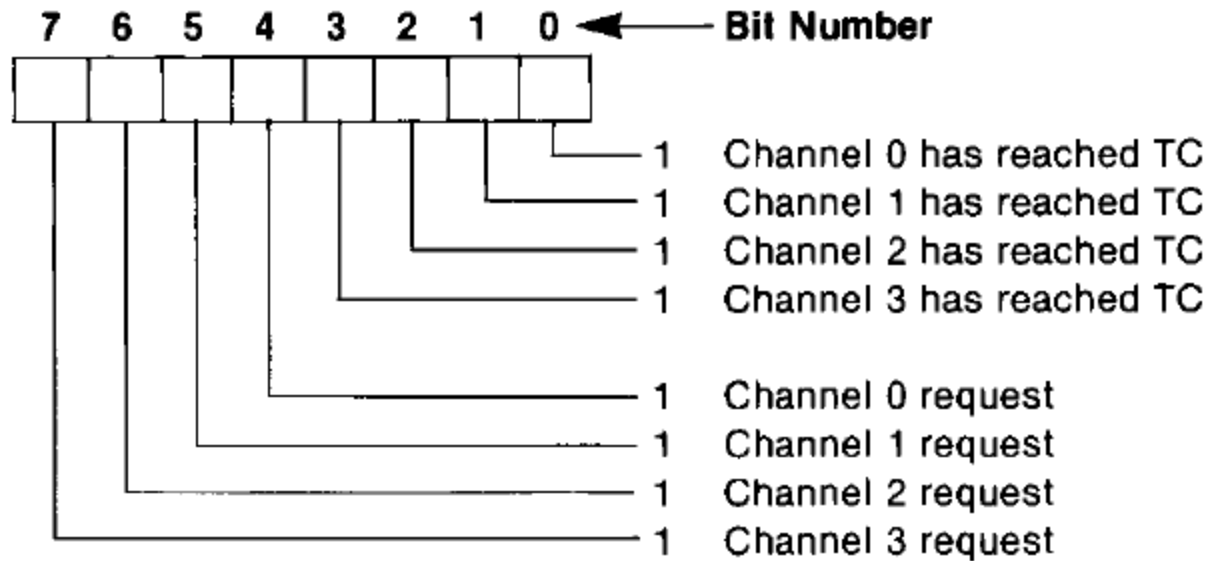 7 6 5 4 3 2 1 0 Bit Number
1 Channel 0 has reached TC
1 Channel 1 has reached TC
1 Channel 2 has reached TC
1 Channel 3 has reached TC
1 Channel 0 request
1 Channel 1 request
1 Channel 2 request
1 Channel 3 request